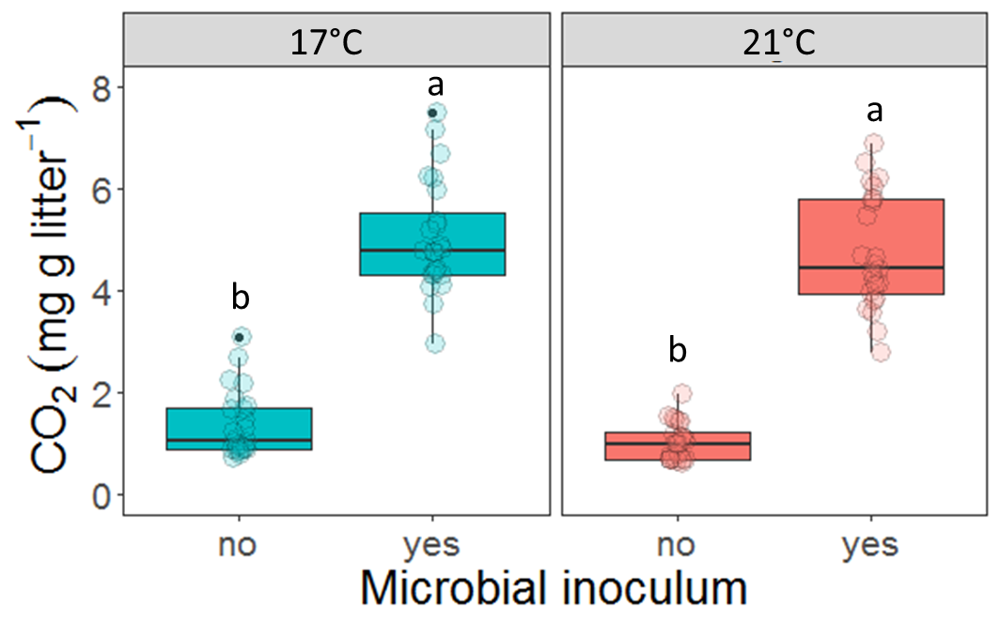 17°C
21°C
CO₂ (mg g litter⁻¹)
8
6
4
2
0
a
b
a
b
no
yes
no
yes
Microbial inoculum